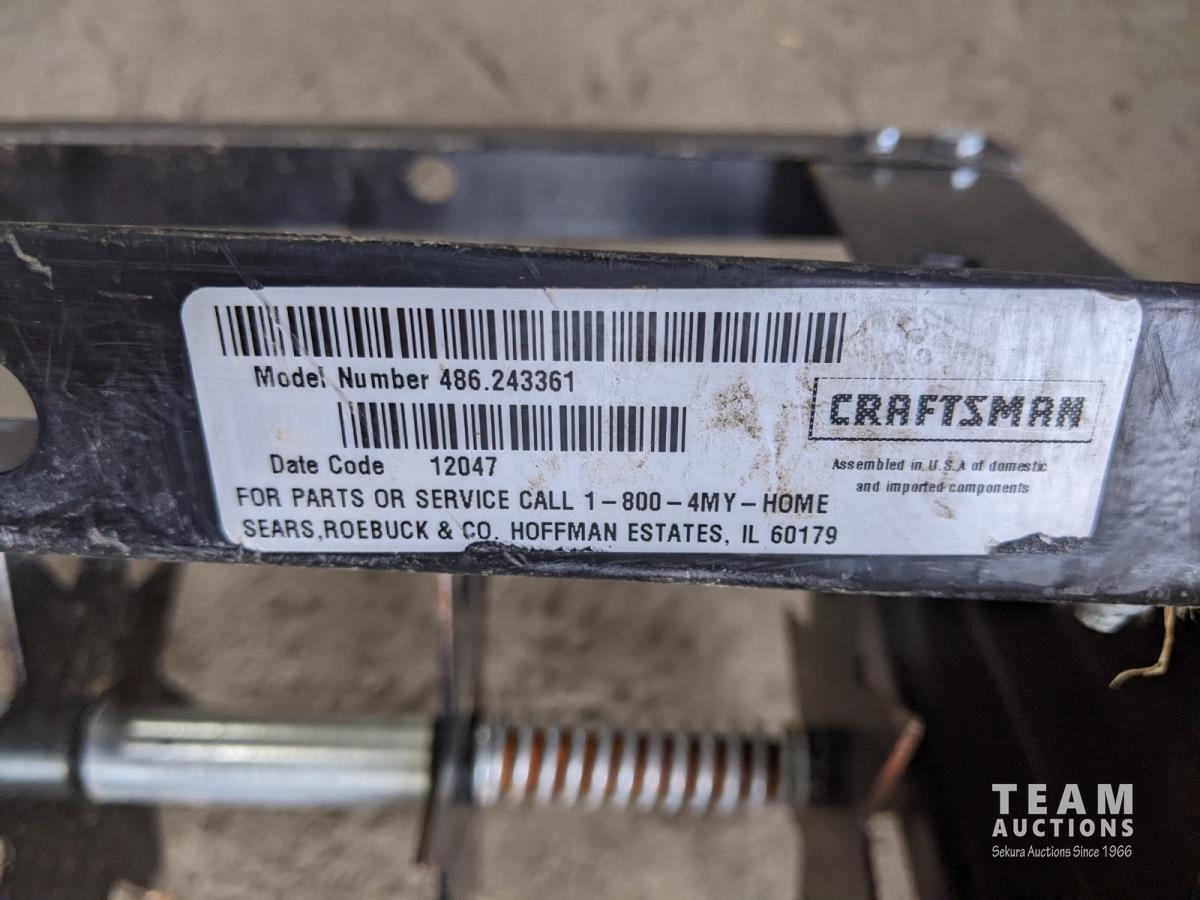 Model Number 486.243361
CRAFTSMAN
Date Code 12047
Assembled in U.S.A of domestic
and imported components
FOR PARTS OR SERVICE CALL 1-800-4MY-HOME
SEARS,ROEBUCK & CO. HOFFMAN ESTATES, IL 60179
TEAM
AUCTIONS
Sekura Auctions Since 1966